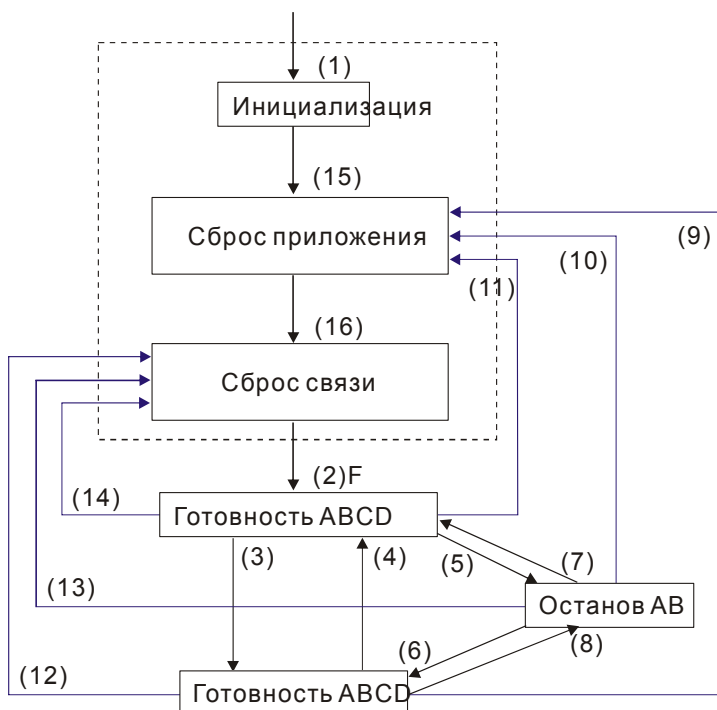 (1)
Инициализация
(15)
Сброс приложения
(9)
(10)
(11)
(16)
Сброс связи
(2)F
(14)
Готовность ABCD
(3)
(4)
(5)
(7)
(13)
Останов AB
(6)
(8)
(12)
Готовность ABCD